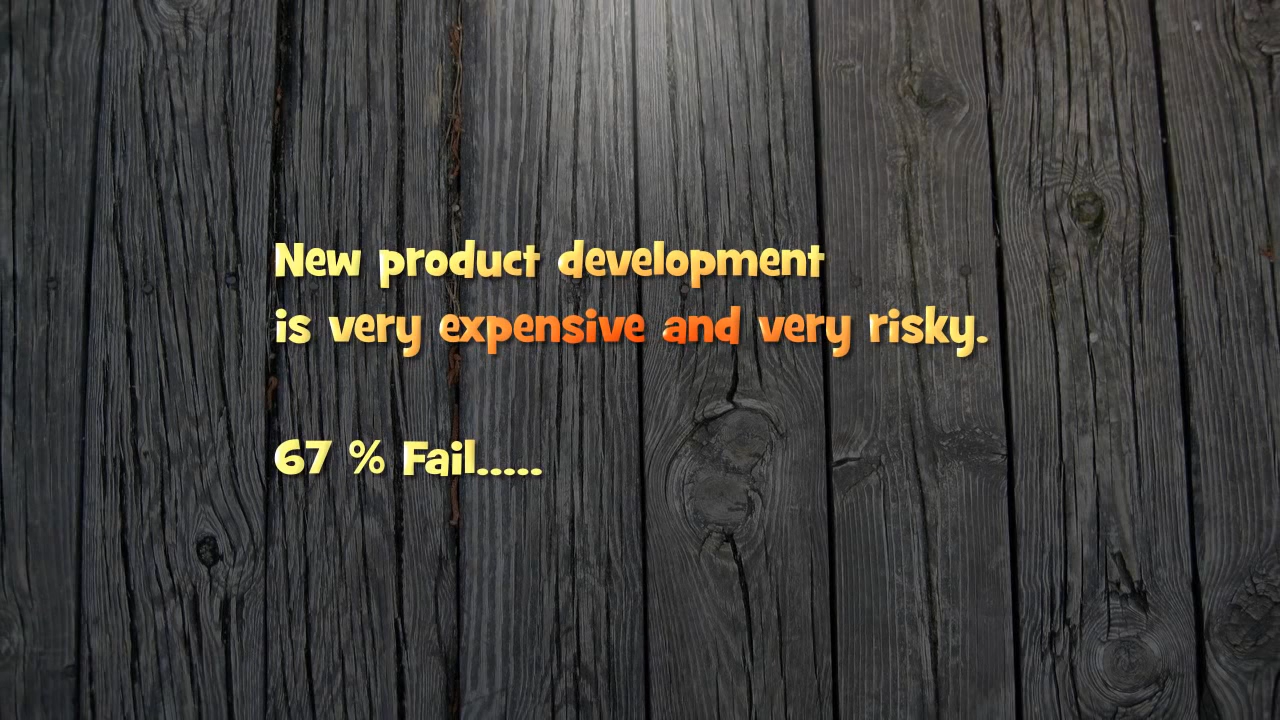 New product development
is very expensive and very risky.
67 % Fail.....